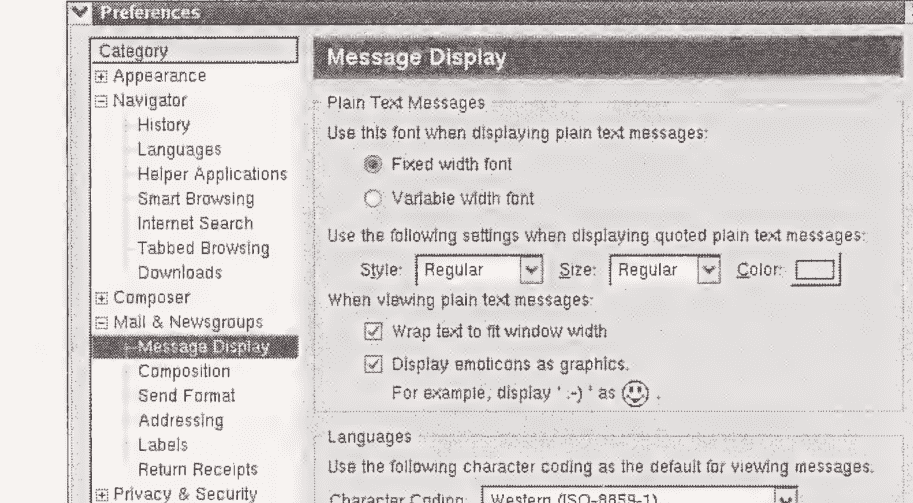 Preferences
Category
Appearance
Navigator
History
Languages
Helper Applications
Smart Browsing
Internet Search
Tabbed Browsing
Downloads
Composer
Mail & Newsgroups
Message Display
Composition
Send Format
Addressing
Labels
Return Receipts
Privacy & Security
Message Display
Plain Text Messages
Use this font when displaying plain text messages:
Fixed width font
Variable width font
Use the following settings when displaying quoted plain text messages:
Style: Regular Size: Regular Color:
When viewing plain text messages:
Wrap text to fit window width
Display emoticons as graphics.
For example, display ' :-) ' as .
Languages
Use the following character coding as the default for viewing messages.
Character Coding: Western (ISO-8859-1)